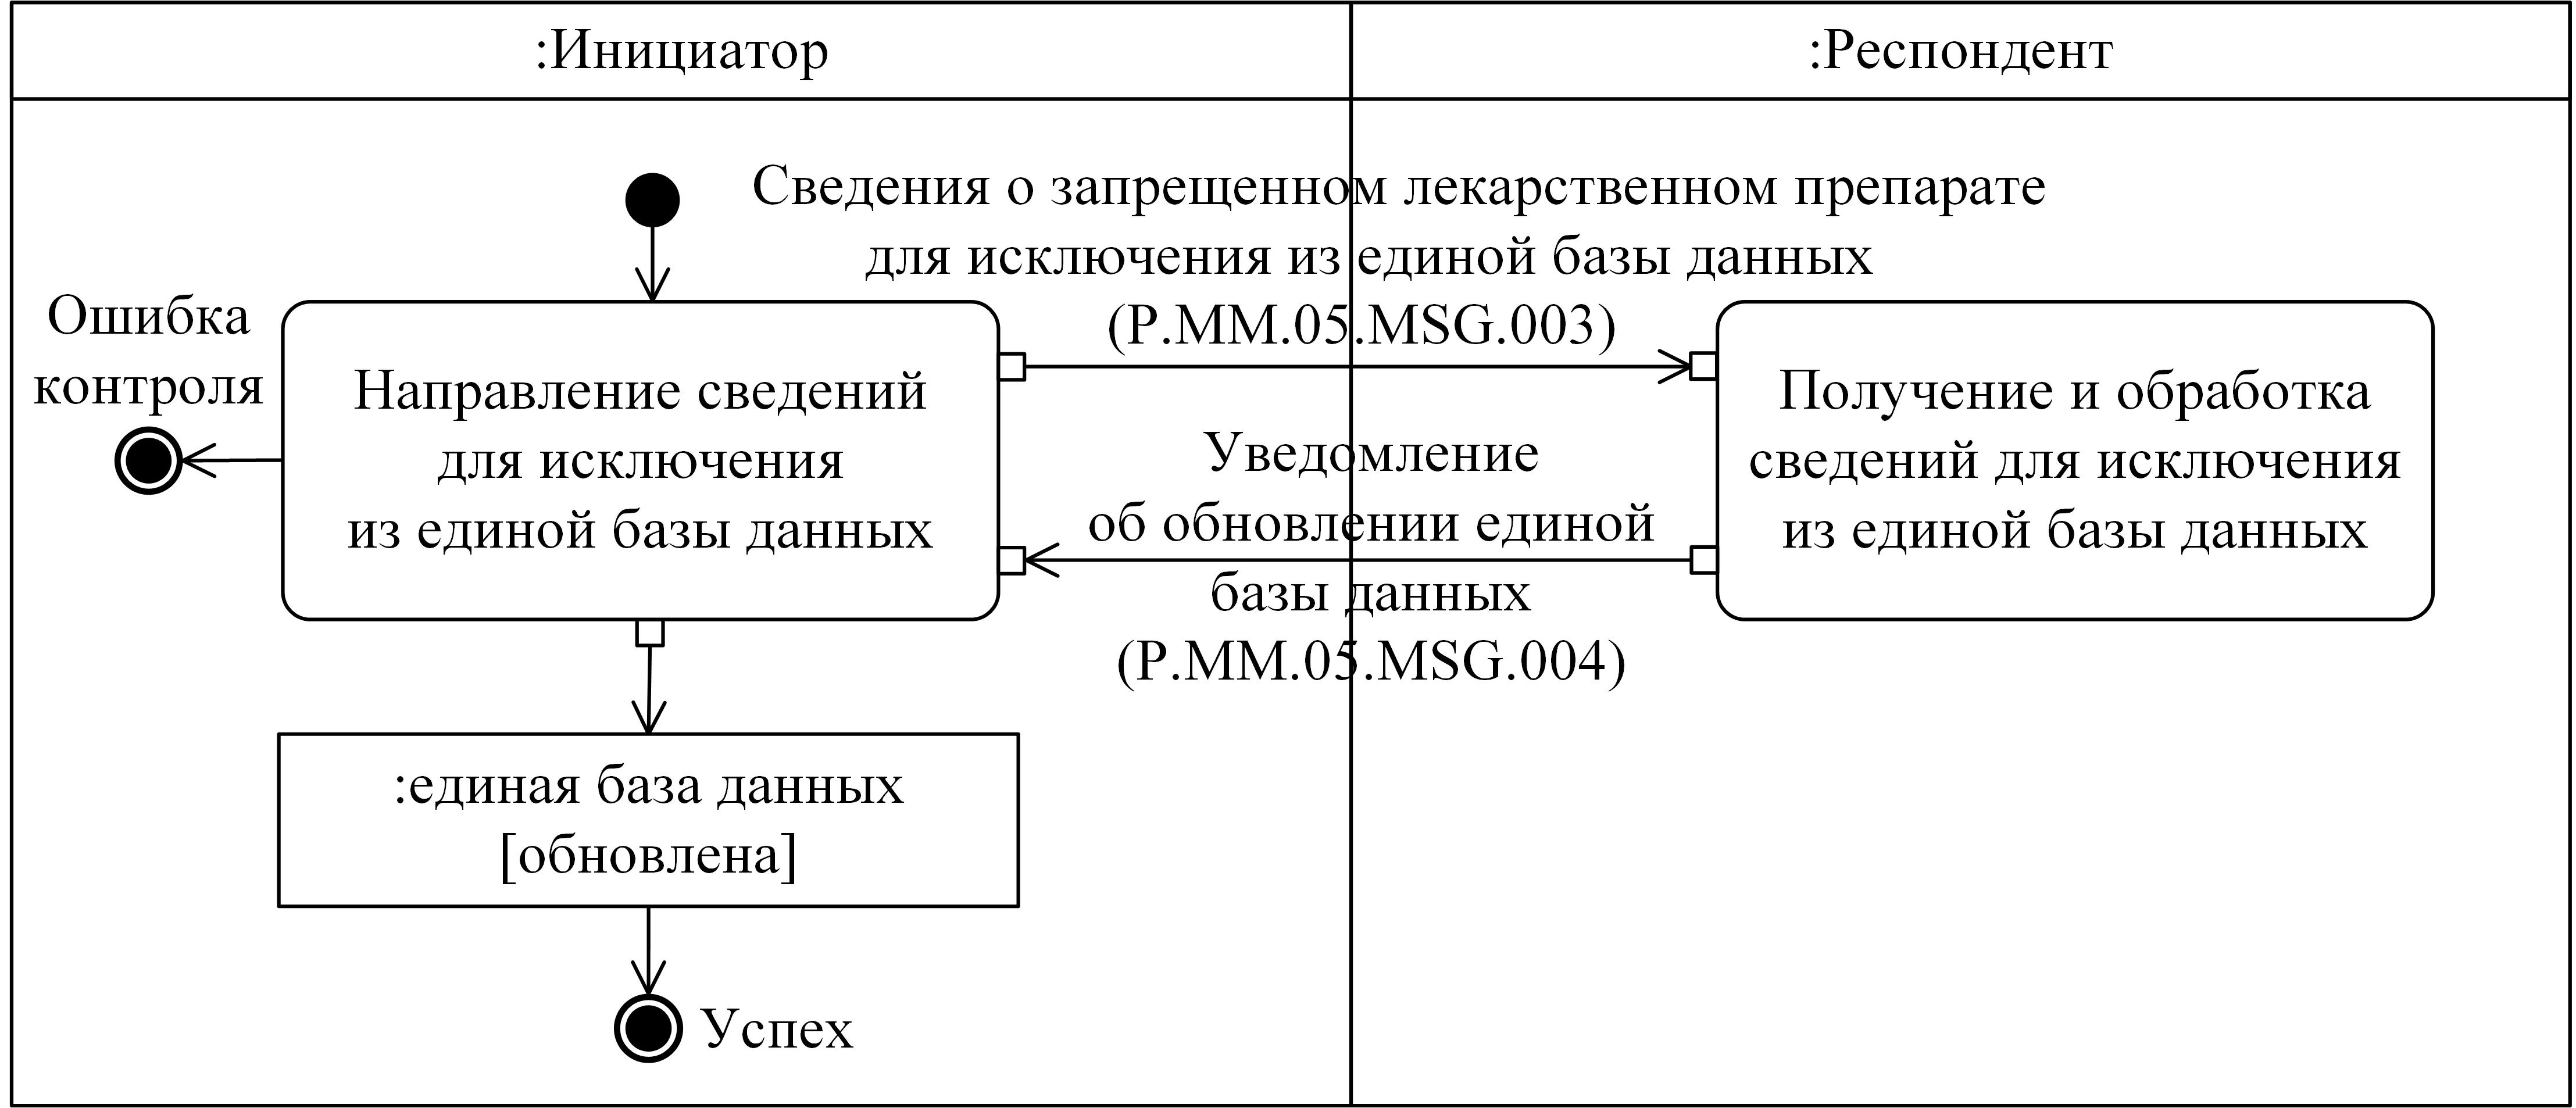 :Инициатор
:Респондент
Сведения о запрещенном лекарственном препарате
для исключения из единой базы данных
(P.MM.05.MSG.003)
Ошибка
контроля
Направление сведений
для исключения
из единой базы данных
Получение и обработка
сведений для исключения
из единой базы данных
Уведомление
об обновлении единой
базы данных
(P.MM.05.MSG.004)
:единая база данных
[обновлена]
Успех